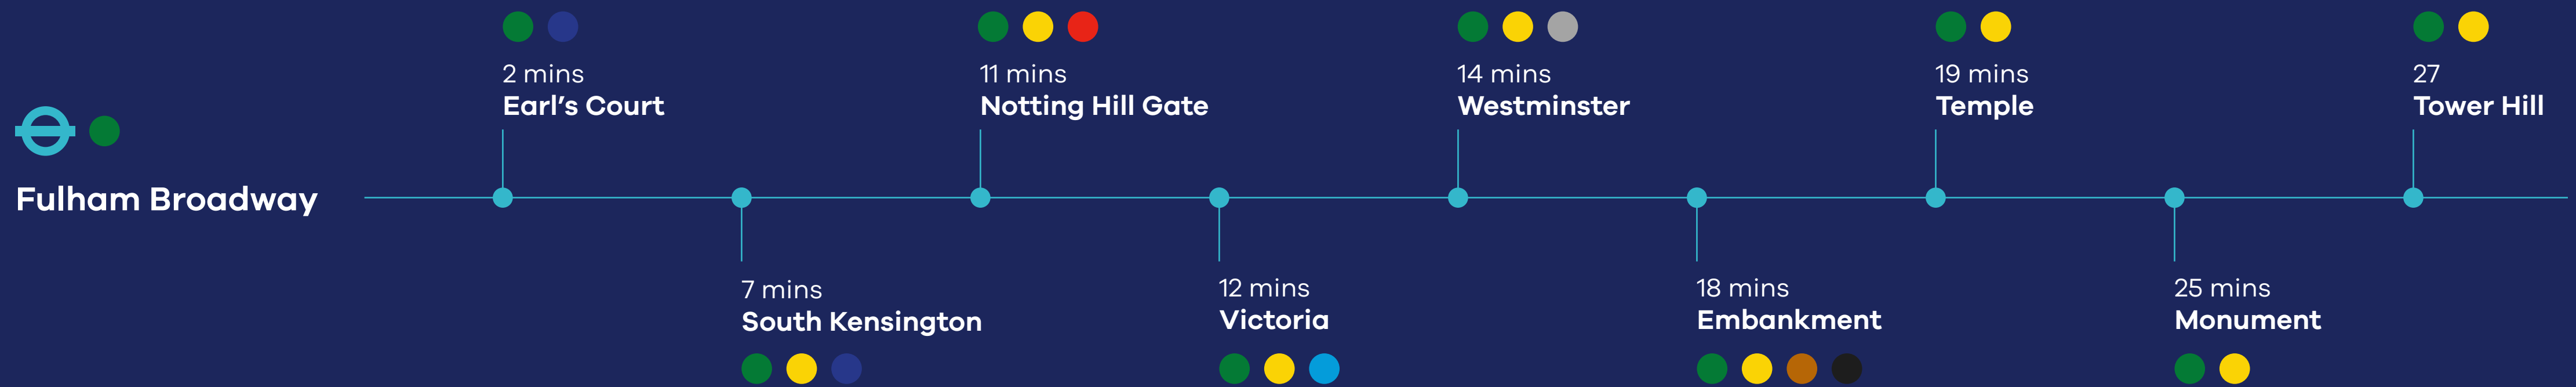 Fulham Broadway
2 mins
Earl's Court
7 mins
South Kensington
11 mins
Notting Hill Gate
12 mins
Victoria
14 mins
Westminster
18 mins
Embankment
19 mins
Temple
25 mins
Monument
27
Tower Hill